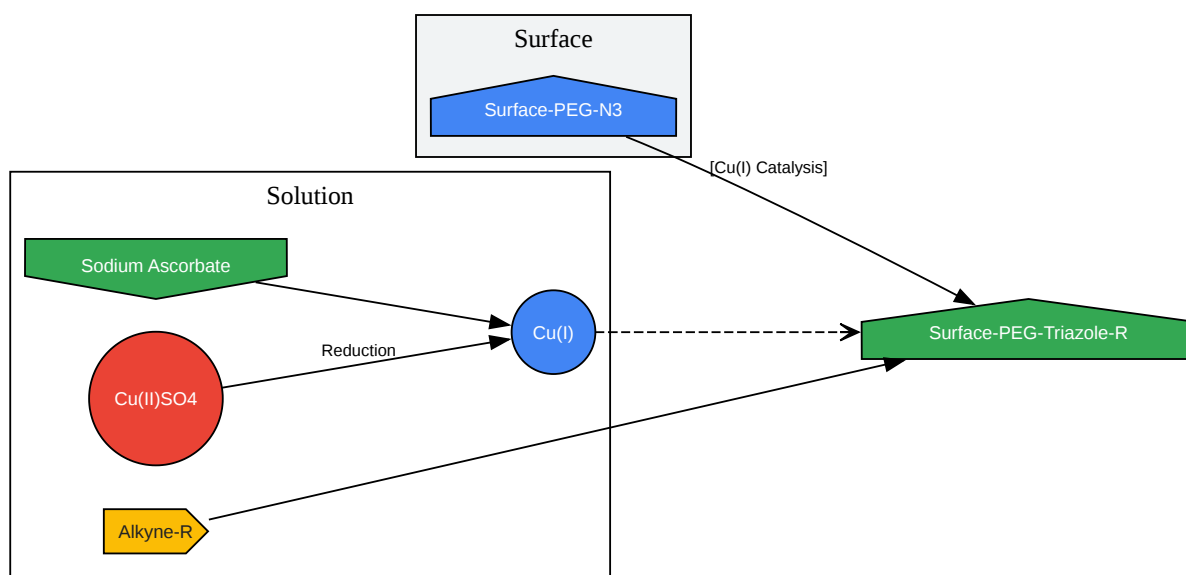 Surface
Surface-PEG-N3
[Cu(I) Catalysis]
Solution
Sodium Ascorbate
Cu(I)
Surface-PEG-Triazole-R
Reduction
Cu(II)SO4
Alkyne-R